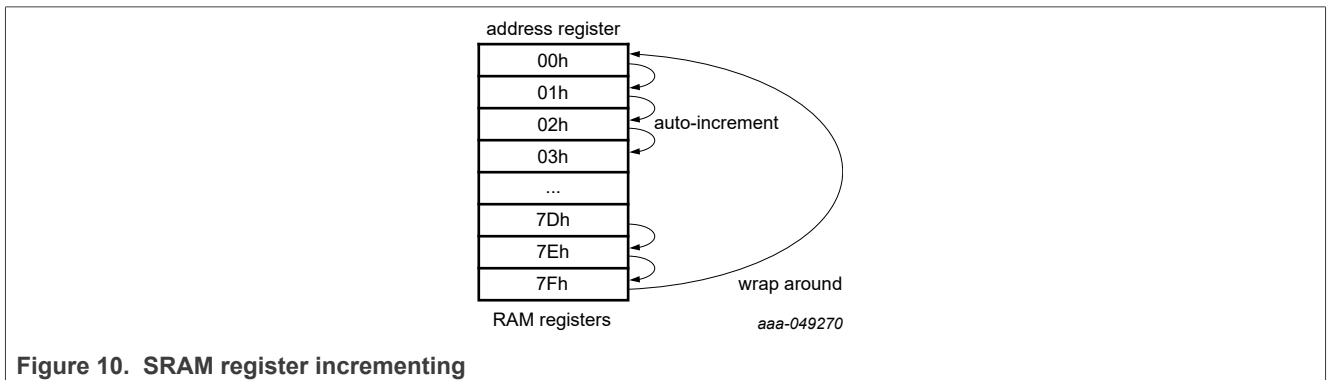 address register
00h
01h
02h
auto-increment
03h
...
7Dh
7Eh
7Fh
wrap around
RAM registers
aaa-049270
Figure 10. SRAM register incrementing